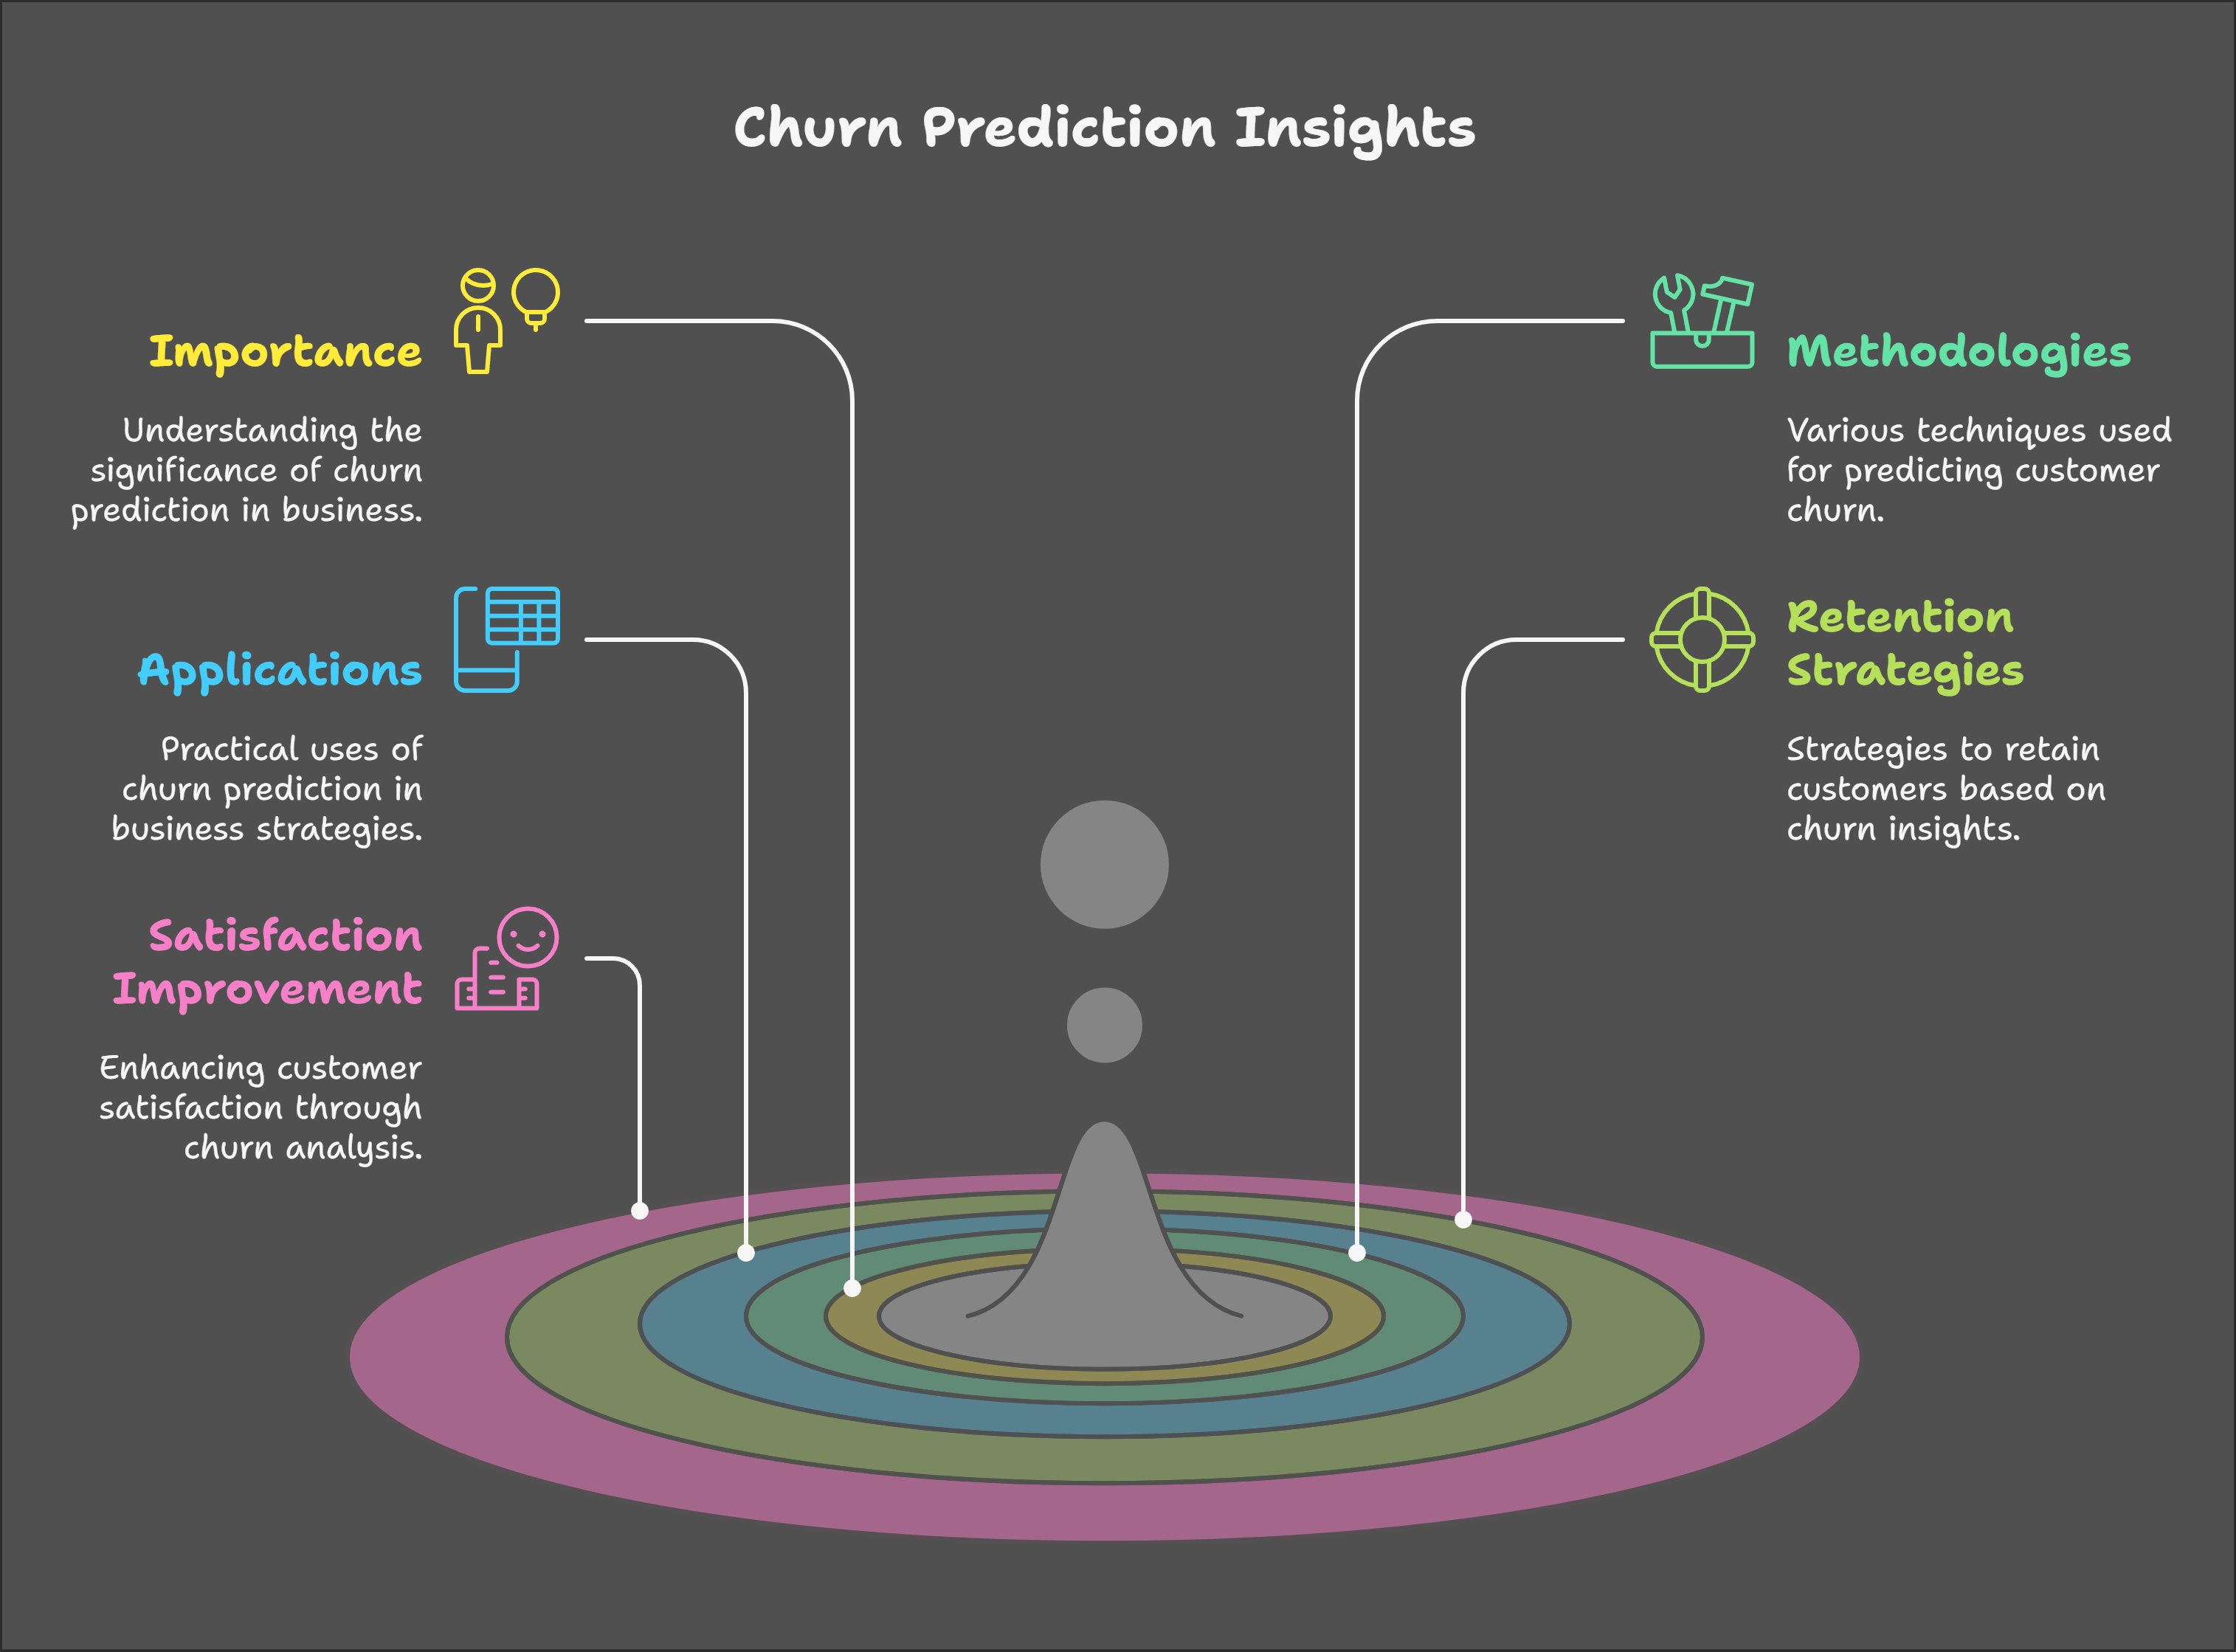 Churn Prediction Insights
Importance
Understanding the
significance of churn
prediction in business.
Applications
Practical uses of
churn prediction in
business strategies.
Satisfaction
Improvement
Enhancing customer
satisfaction through
churn analysis.
Methodologies
Various techniques used
for predicting customer
churn.
Retention
Strategies
Strategies to retain
customers based on
churn insights.